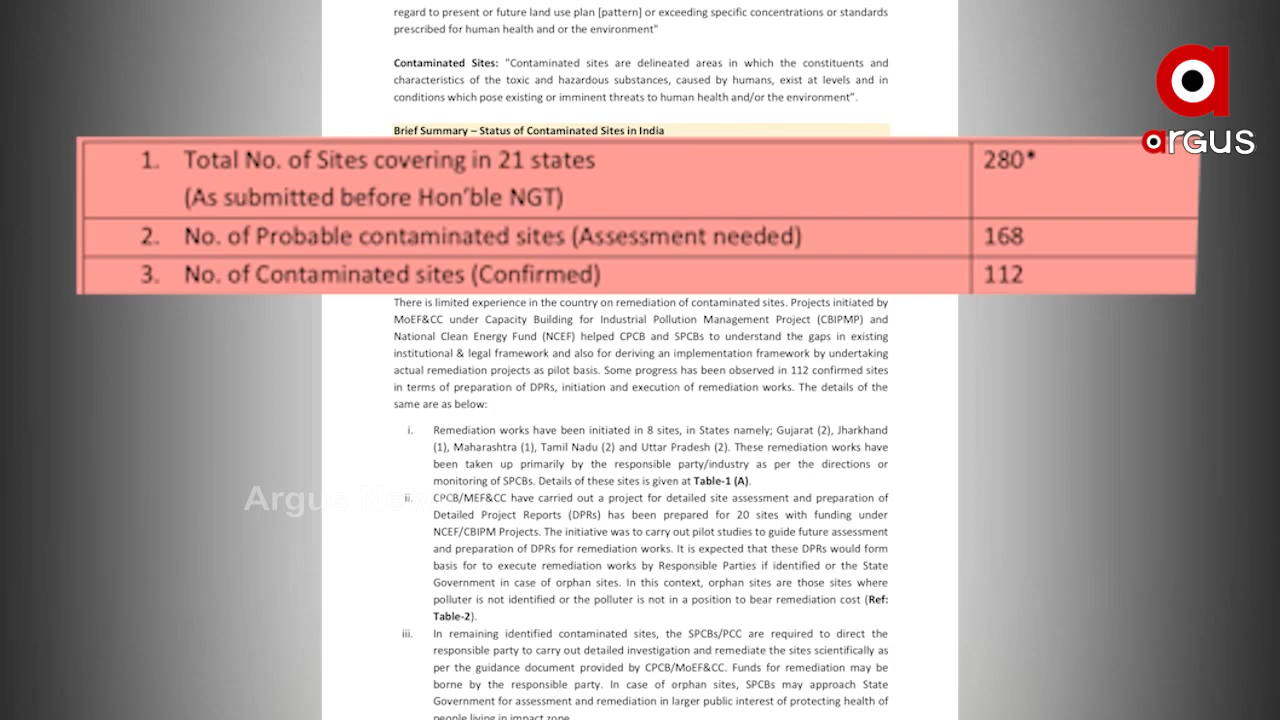 regard to present or future land use plan [pattern] or exceeding specific concentrations or standards
prescribed for human health and or the environment"
Contaminated Sites: "Contaminated sites are delineated areas in which the constituents and
characteristics of the toxic and hazardous substances, caused by humans, exist at levels and in
conditions which pose existing or imminent threats to human health and/or the environment".
Brief Summary – Status of Contaminated Sites in India
1. Total No. of Sites covering in 21 states 280*
(As submitted before Hon'ble NGT)
2. No. of Probable contaminated sites (Assessment needed) 168
3. No. of Contaminated sites (Confirmed) 112
There is limited experience in the country on remediation of contaminated sites. Projects initiated by
MoEF&CC under Capacity Building for Industrial Pollution Management Project (CBIPMP) and
National Clean Energy Fund (NCEF) helped CPCB and SPCBs to understand the gaps in existing
institutional & legal framework and also for deriving an implementation framework by undertaking
actual remediation projects as pilot basis. Some progress has been observed in 112 confirmed sites
in terms of preparation of DPRs, initiation and execution of remediation works. The details of the
same are as below:
i. Remediation works have been initiated in 8 sites, in States namely; Gujarat (2), Jharkhand
(1), Maharashtra (1), Tamil Nadu (2) and Uttar Pradesh (2). These remediation works have
been taken up primarily by the responsible party/industry as per the directions or
monitoring of SPCBs. Details of these sites is given at Table-1 (A).
ii. CPCB/MEF&CC have carried out a project for detailed site assessment and preparation of
Detailed Project Reports (DPRs) has been prepared for 20 sites with funding under
NCEF/CBIPM Projects. The initiative was to carry out pilot studies to guide future assessment
and preparation of DPRs for remediation works. It is expected that these DPRs would form
basis for to execute remediation works by Responsible Parties if identified or the State
Government in case of orphan sites. In this context, orphan sites are those sites where
polluter is not identified or the polluter is not in a position to bear remediation cost (Ref:
Table-2).
iii. In remaining identified contaminated sites, the SPCBs/PCC are required to direct the
responsible party to carry out detailed investigation and remediate the sites scientifically as
per the guidance document provided by CPCB/MoEF&CC. Funds for remediation may be
borne by the responsible party. In case of orphan sites, SPCBs may approach State
Government for assessment and remediation in larger public interest of protecting health of
people living in impact zone.
argus
Argus News